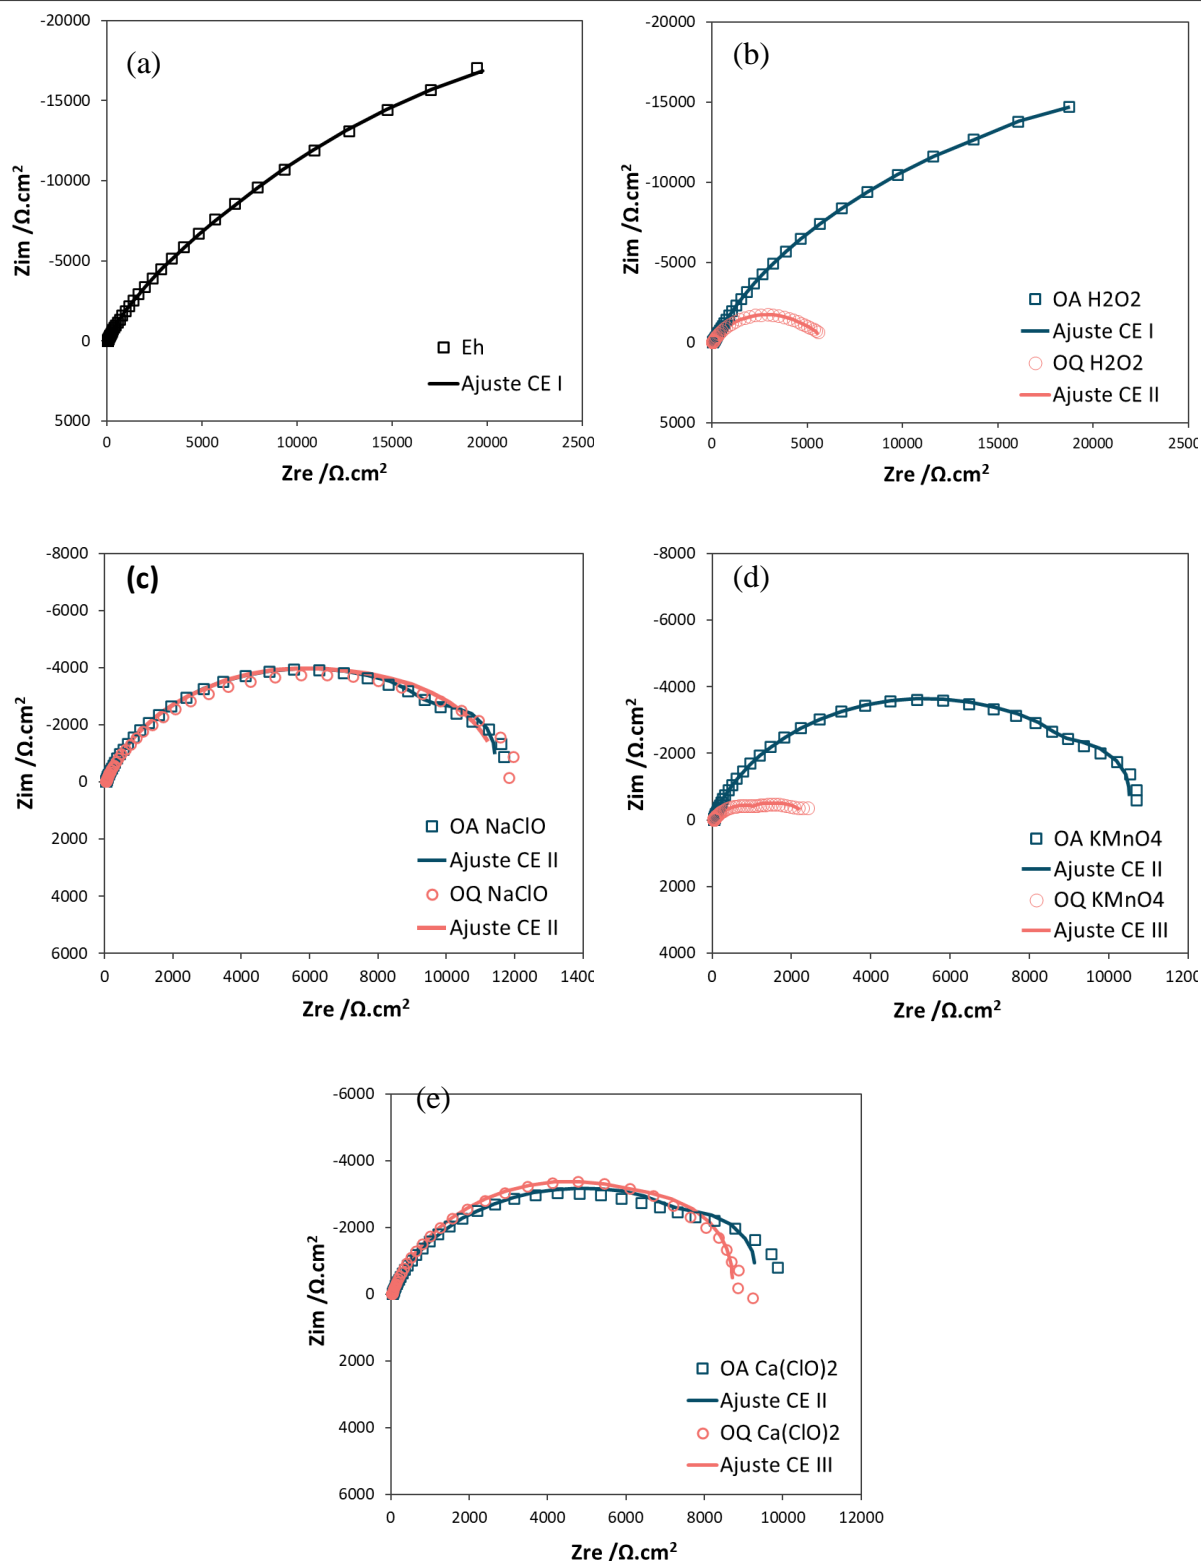 (a)
-20000
-15000
-10000
-5000
0
5000
Zim /Ω.cm²
0 5000 10000 15000 20000 2500
Zre /Ω.cm²
Eh
Ajuste CE I
(b)
-20000
-15000
-10000
-5000
0
5000
Zim /Ω.cm²
0 5000 10000 15000 20000 2500
Zre /Ω.cm²
OA H2O2
Ajuste CE I
OQ H2O2
Ajuste CE II
(c)
-8000
-6000
-4000
-2000
0
2000
4000
6000
Zim /Ω.cm²
0 2000 4000 6000 8000 10000 12000 1400
Zre /Ω.cm²
OA NaClO
Ajuste CE II
OQ NaClO
Ajuste CE II
(d)
-8000
-6000
-4000
-2000
0
2000
4000
Zim /Ω.cm²
0 2000 4000 6000 8000 10000 1200
Zre /Ω.cm²
OA KMnO4
Ajuste CE II
OQ KMnO4
Ajuste CE III
(e)
-6000
-4000
-2000
0
2000
4000
6000
Zim /Ω.cm²
0 2000 4000 6000 8000 10000 12000
Zre /Ω.cm²
OA Ca(ClO)2
Ajuste CE II
OQ Ca(ClO)2
Ajuste CE III